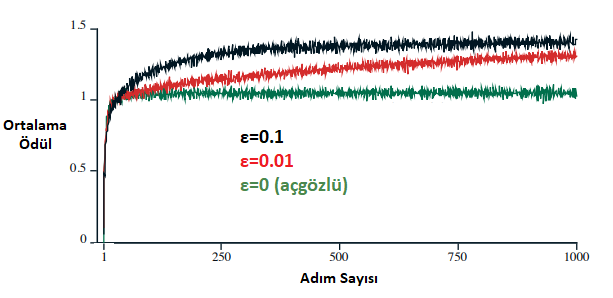 1.5
1
Ortalama
Ödül
0.5
0
ε=0.1
ε=0.01
ε=0 (açgözlü)
1
250
500
750
1000
Adım Sayısı